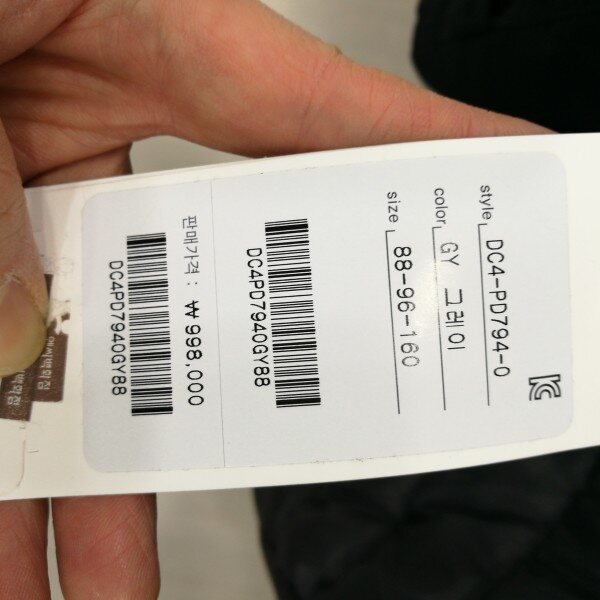 style DC4-PD794-0
color GY 그레이
size 88-96-160
DC4PD7940GY88
판매가격 : ₩ 998,000
DC4PD7940GY88